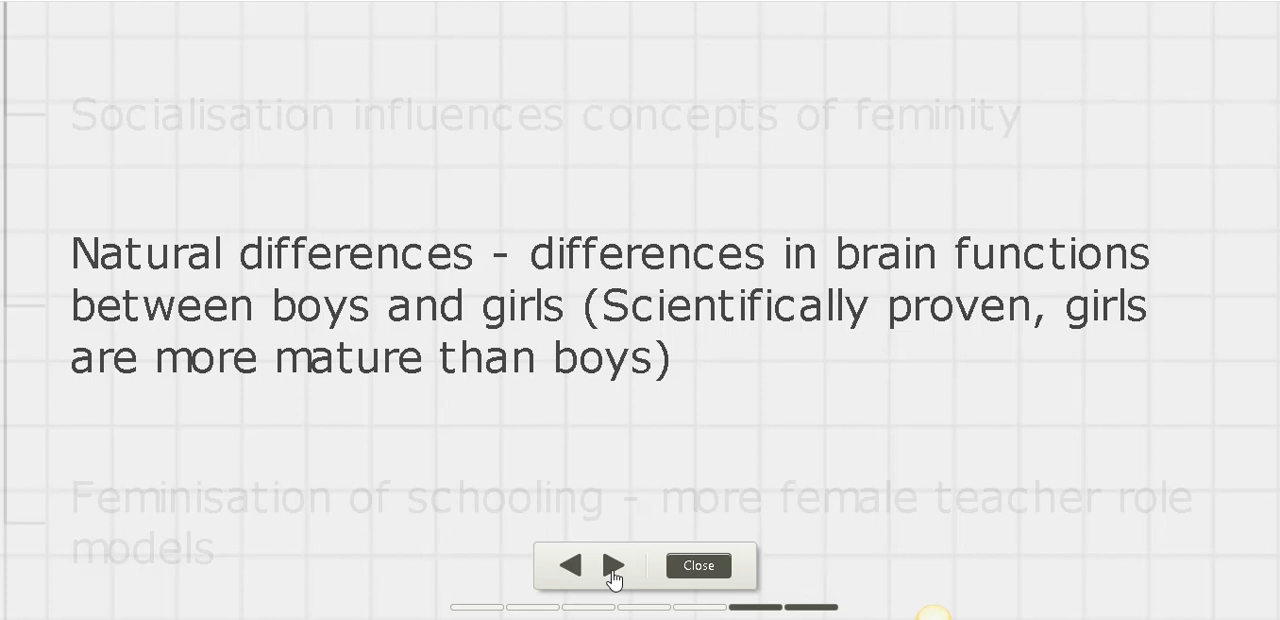 Socialisation influences concepts of feminity
Natural differences - differences in brain functions
between boys and girls (Scientifically proven, girls
are more mature than boys)
Feminisation of schooling - more female teacher role
models
Close